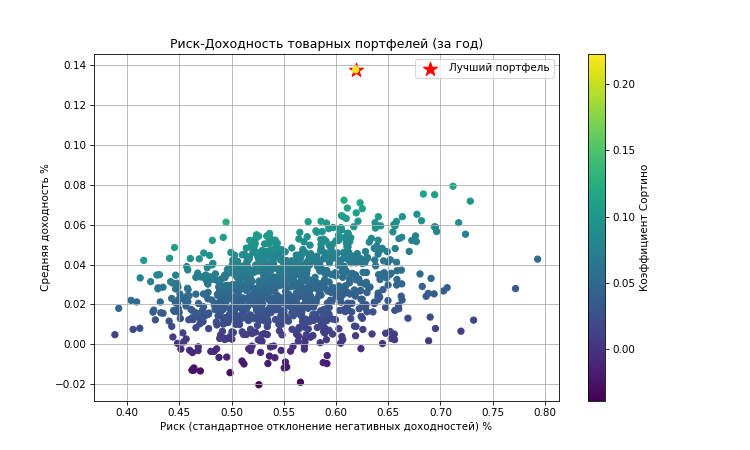 Риск-Доходность товарных портфелей (за год)
Лучший портфель
0.14
0.12
0.10
0.08
0.06
0.04
0.02
0.00
−0.02
Средняя доходность %
0.40 0.45 0.50 0.55 0.60 0.65 0.70 0.75 0.80
Риск (стандартное отклонение негативных доходностей) %
0.20
0.15
0.10
0.05
0.00
Коэффициент Сортино